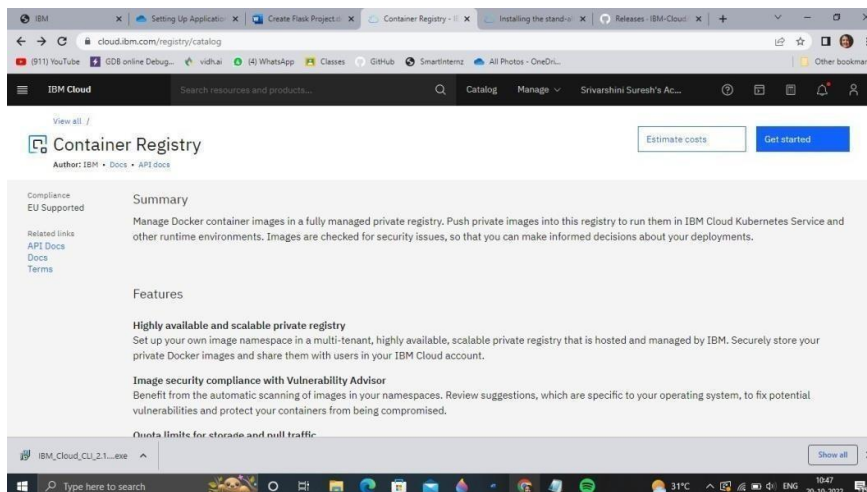 IBM
Setting Up Application
Create Flask Project.d
Container Registry - I
Installing the stand-al
Releases · IBM-Cloud
cloud.ibm.com/registry/catalog
(911) YouTube
GDB online Debug...
vidhai
(4) WhatsApp
Classes
GitHub
SmartInternz
All Photos - OneDri...
Other bookmar
IBM Cloud
Search resources and products...
Catalog
Manage
Srivarshini Suresh's Ac...
View all /
Container Registry
Author: IBM • Docs • API docs
Estimate costs
Get started
Compliance
EU Supported
Related links
API Docs
Docs
Terms
Summary
Manage Docker container images in a fully managed private registry. Push private images into this registry to run them in IBM Cloud Kubernetes Service and
other runtime environments. Images are checked for security issues, so that you can make informed decisions about your deployments.
Features
Highly available and scalable private registry
Set up your own image namespace in a multi-tenant, highly available, scalable private registry that is hosted and managed by IBM. Securely store your
private Docker images and share them with users in your IBM Cloud account.
Image security compliance with Vulnerability Advisor
Benefit from the automatic scanning of images in your namespaces. Review suggestions, which are specific to your operating system, to fix potential
vulnerabilities and protect your containers from being compromised.
Quota limits for storage and pull traffic
IBM_Cloud_CLI_2.1....exe
Show all
Type here to search
31°C
ENG
10:47
20-10-2022